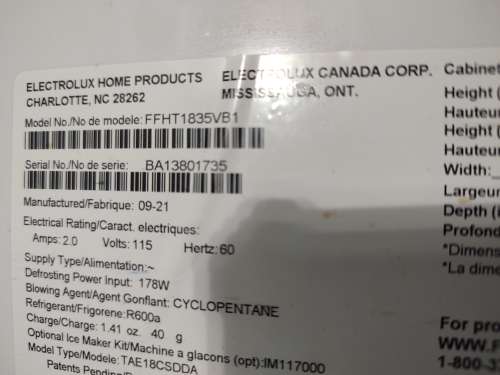 ELECTROLUX HOME PRODUCTS
CHARLOTTE, NC 28262
ELECTROLUX CANADA CORP.
MISSISSAUGA, ONT.
Model No./No de modele: FFHT1835VB1
Serial No./No de serie: BA13801735
Manufactured/Fabrique: 09-21
Electrical Rating/Caract. electriques:
Amps: 2.0 Volts: 115 Hertz: 60
Supply Type/Alimentation:~
Defrosting Power Input: 178W
Blowing Agent/Agent Gonflant: CYCLOPENTANE
Refrigerant/Frigorene: R600a
Charge/Charge: 1.41 oz. 40 g
Optional Ice Maker Kit/Machine a glacons (opt): IM117000
Model Type/Modele: TAE18CSDDA
Patents Pending
Cabinet
Height (
Hauteur
Height (
Hauteur
Width:
Largeur
Depth (
Profond
*Dimens
*La dime
For pro
WWW.F
1-800-3